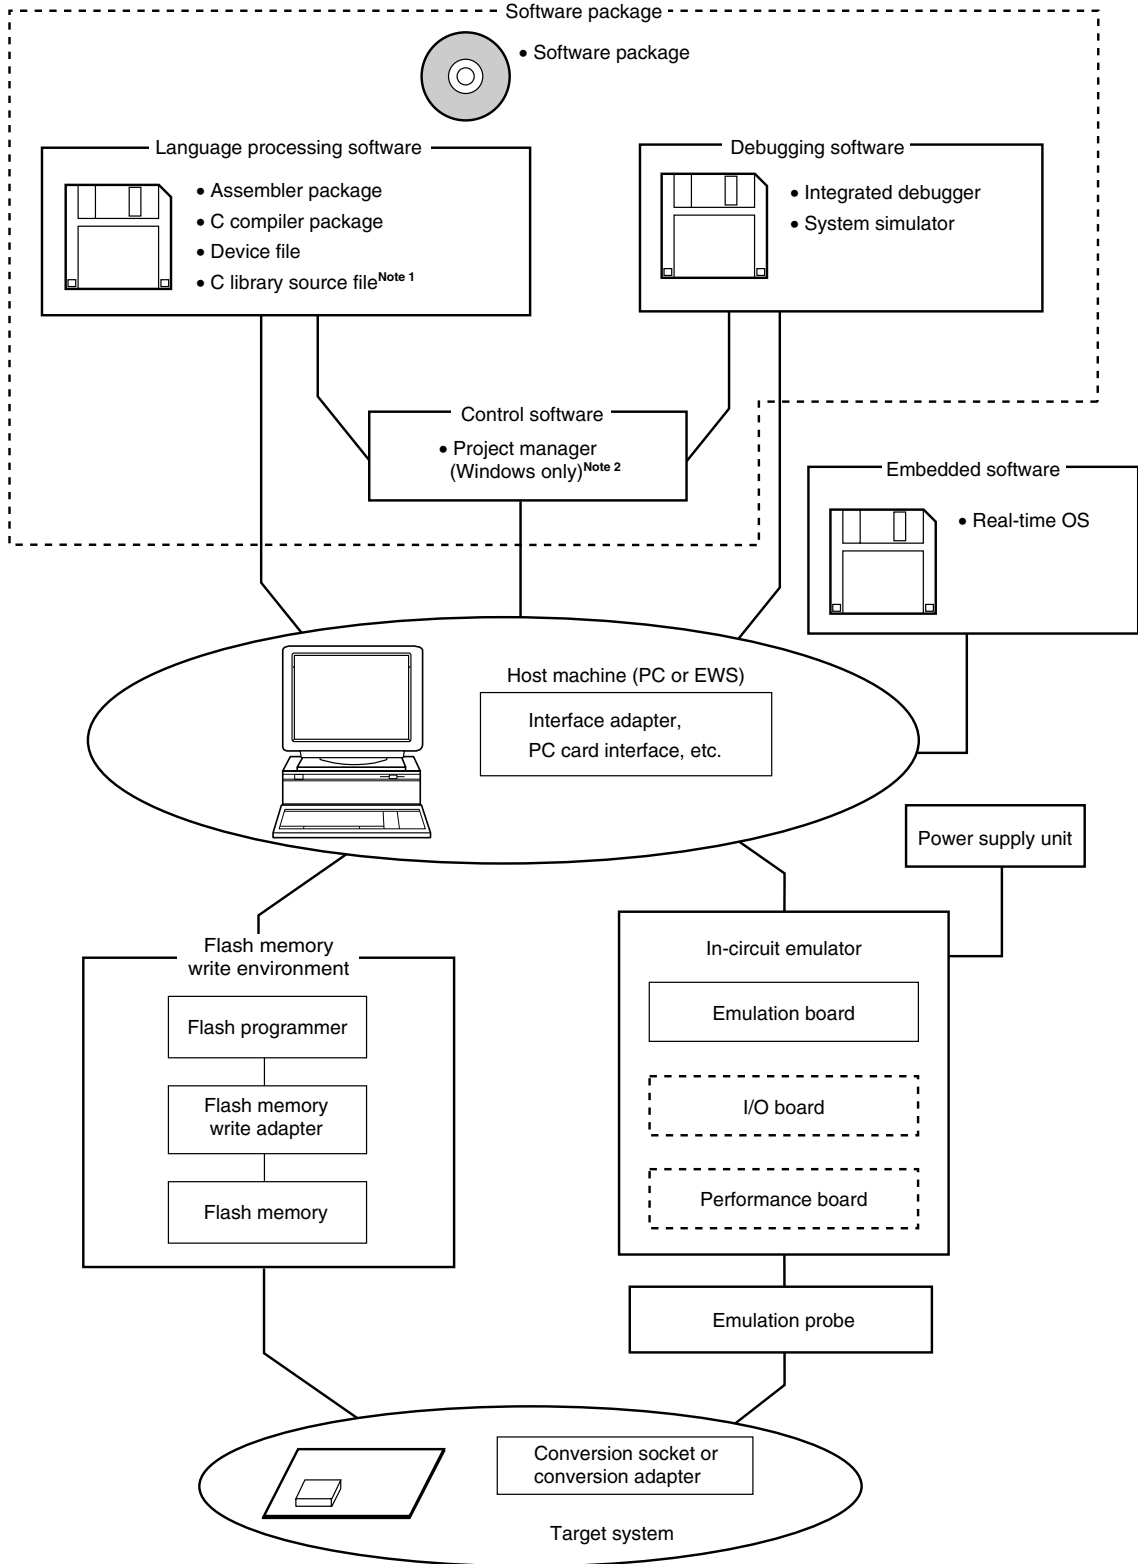 Software package
• Software package
Language processing software
• Assembler package
• C compiler package
• Device file
• C library source fileNote 1
Debugging software
• Integrated debugger
• System simulator
Control software
• Project manager
(Windows only)Note 2
Embedded software
• Real-time OS
Host machine (PC or EWS)
Interface adapter,
PC card interface, etc.
Power supply unit
Flash memory
write environment
Flash programmer
Flash memory
write adapter
Flash memory
In-circuit emulator
Emulation board
I/O board
Performance board
Emulation probe
Conversion socket or
conversion adapter
Target system